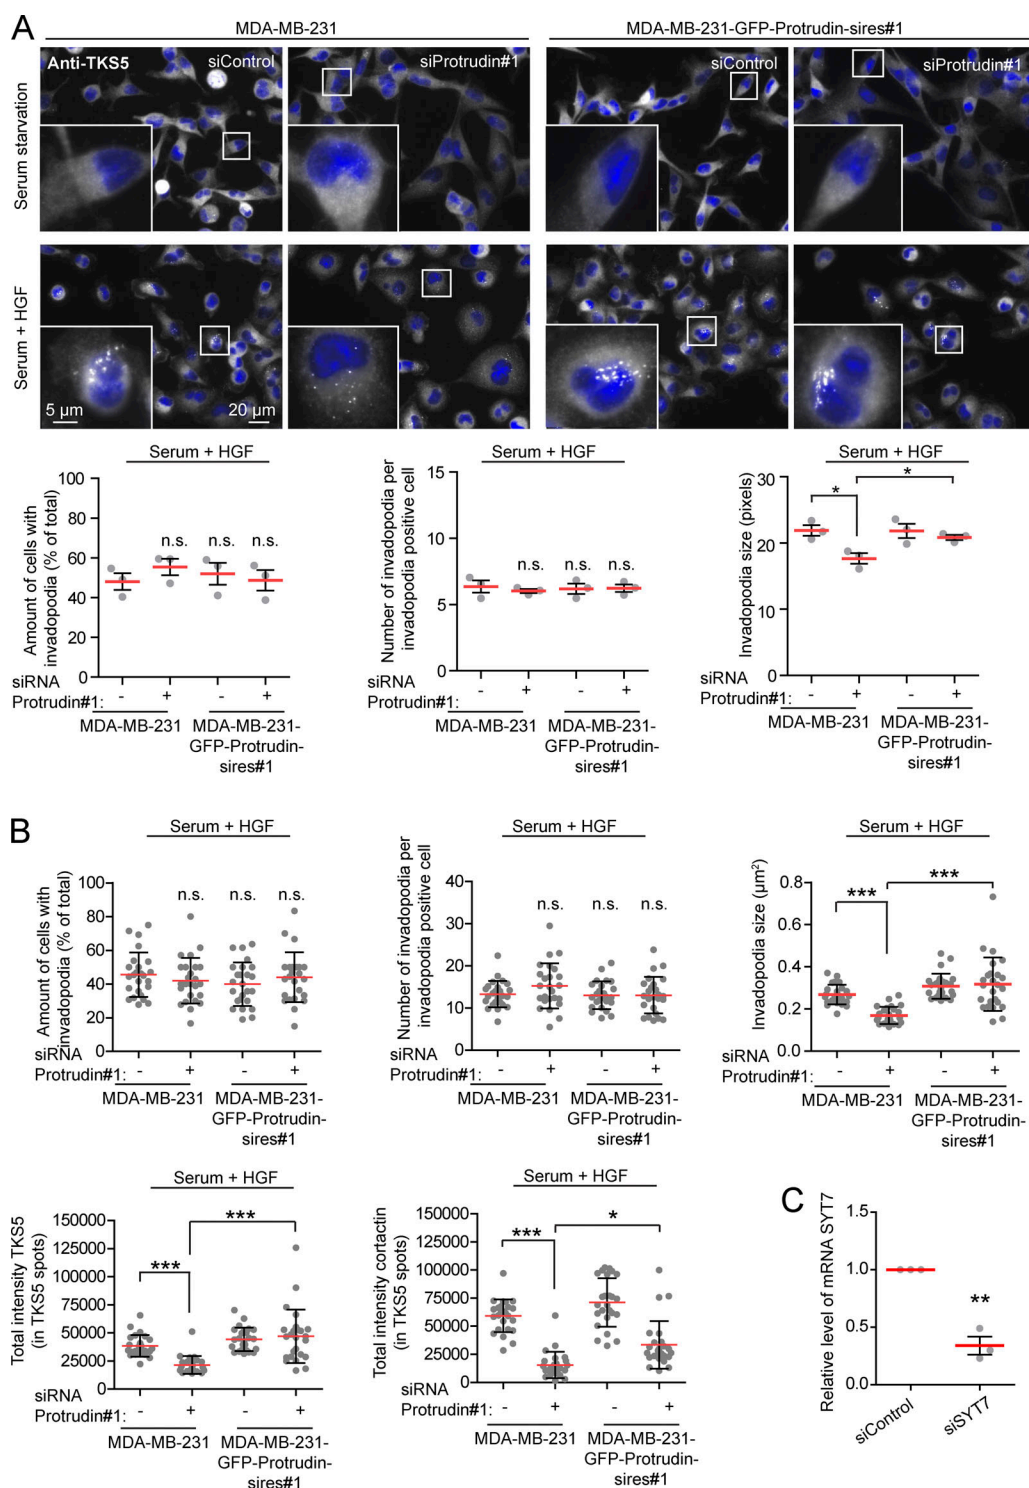 A
MDA-MB-231
MDA-MB-231-GFP-Protrudin-sires#1
Anti-TKS5
siControl
siProtrudin#1
siControl
siProtrudin#1
Serum starvation
Serum + HGF
5 µm
20 µm
Serum + HGF
Amount of cells with
invadopodia (% of total)
100
80
60
40
20
0
n.s.
n.s.
n.s.
siRNA
Protrudin#1:
-
+
-
+
MDA-MB-231
MDA-MB-231-
GFP-Protrudin-
sires#1
Serum + HGF
Number of invadopodia per
invadopodia positive cell
15
10
5
0
n.s.
n.s.
n.s.
siRNA
Protrudin#1:
-
+
-
+
MDA-MB-231
MDA-MB-231-
GFP-Protrudin-
sires#1
Serum + HGF
Invadopodia size (pixels)
30
20
10
0
*
*
siRNA
Protrudin#1:
-
+
-
+
MDA-MB-231
MDA-MB-231-
GFP-Protrudin-
sires#1
B
Serum + HGF
Amount of cells with
invadopodia (% of total)
100
80
60
40
20
0
n.s.
n.s.
n.s.
siRNA
Protrudin#1:
-
+
-
+
MDA-MB-231
MDA-MB-231-
GFP-Protrudin-
sires#1
Serum + HGF
Number of invadopodia per
invadopodia positive cell
40
30
20
10
0
n.s.
n.s.
n.s.
siRNA
Protrudin#1:
-
+
-
+
MDA-MB-231
MDA-MB-231-
GFP-Protrudin-
sires#1
Serum + HGF
Invadopodia size (µm²)
0.8
0.6
0.4
0.2
0.0
***
***
siRNA
Protrudin#1:
-
+
-
+
MDA-MB-231
MDA-MB-231-
GFP-Protrudin-
sires#1
Serum + HGF
Total intensity TKS5
(in TKS5 spots)
150000
125000
100000
75000
50000
25000
0
***
***
siRNA
Protrudin#1:
-
+
-
+
MDA-MB-231
MDA-MB-231-
GFP-Protrudin-
sires#1
Serum + HGF
Total intensity cortactin
(in TKS5 spots)
150000
125000
100000
75000
50000
25000
0
***
*
siRNA
Protrudin#1:
-
+
-
+
MDA-MB-231
MDA-MB-231-
GFP-Protrudin-
sires#1
C
Relative level of mRNA SYT7
1.5
1.0
0.5
0.0
**
siControl
siSYT7